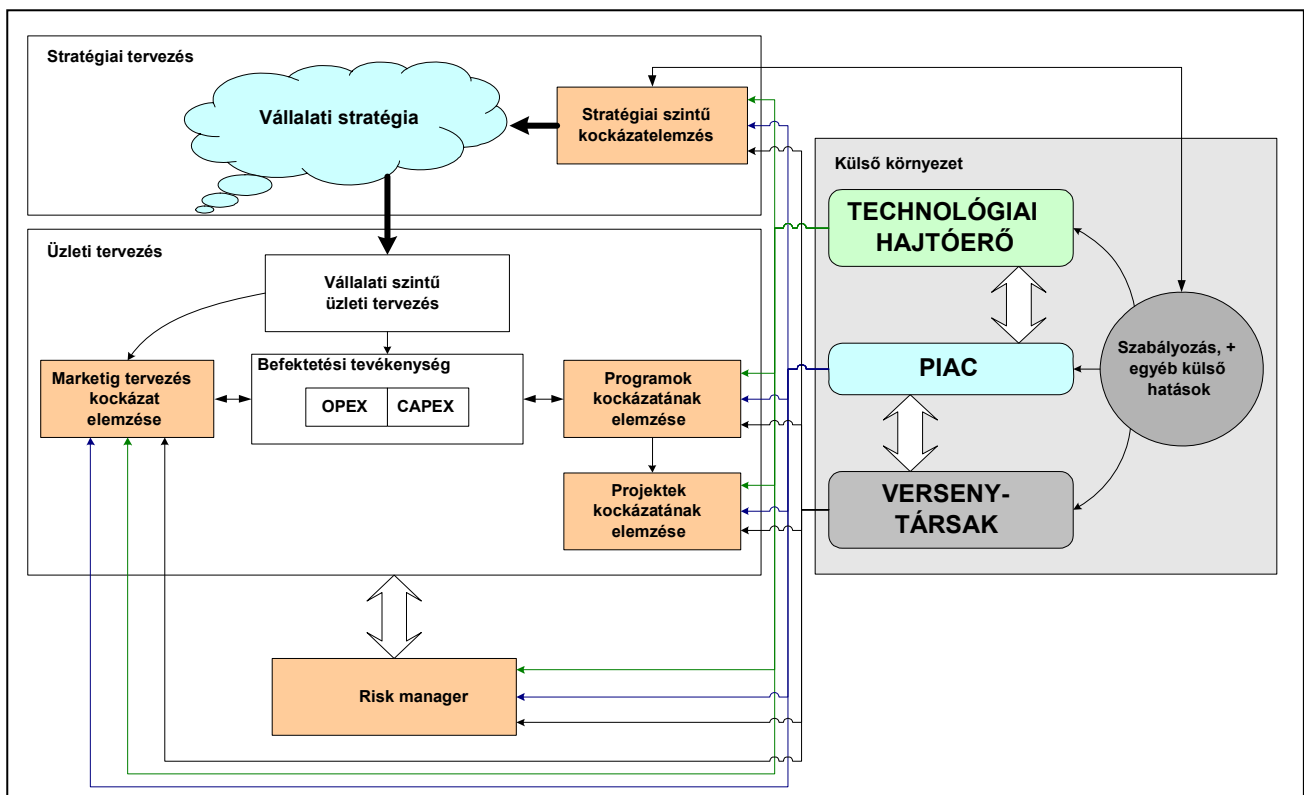 Stratégiai tervezés
Vállalati stratégia
Stratégiai szintű
kockázatelemzés
Külső környezet
TECHNOLÓGIAI
HAJTÓERŐ
Szabályozás, +
egyéb külső
hatások
PIAC
VERSENY-
TÁRSAK
Üzleti tervezés
Vállalati szintű
üzleti tervezés
Marketig tervezés
kockázat
elemzése
Befektetési tevékenység
OPEX
CAPEX
Programok
kockázatának
elemzése
Projektek
kockázatának
elemzése
Risk manager